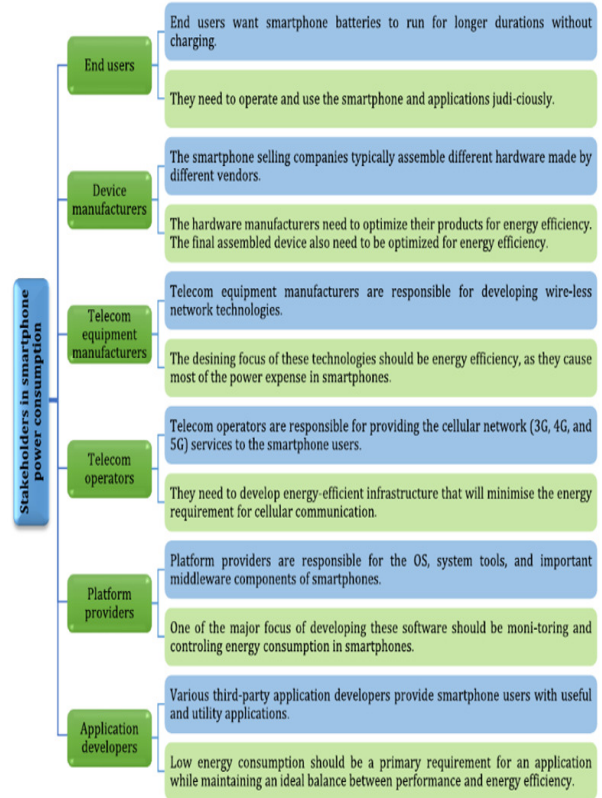 Stakeholders in smartphone
power consumption
End users
End users want smartphone batteries to run for longer durations without
charging.
They need to operate and use the smartphone and applications judi-ciously.
Device
manufacturers
The smartphone selling companies typically assemble different hardware made by
different vendors.
The hardware manufacturers need to optimize their products for energy efficiency.
The final assembled device also need to be optimized for energy efficiency.
Telecom
equipment
manufacturers
Telecom equipment manufacturers are responsible for developing wire-less
network technologies.
The desining focus of these technologies should be energy efficiency, as they cause
most of the power expense in smartphones.
Telecom
operators
Telecom operators are responsible for providing the cellular network (3G, 4G, and
5G) services to the smartphone users.
They need to develop energy-efficient infrastructure that will minimise the energy
requirement for cellular communication.
Platform
providers
Platform providers are responsible for the OS, system tools, and important
middleware components of smartphones.
One of the major focus of developing these software should be moni-toring and
controling energy consumption in smartphones.
Application
developers
Various third-party application developers provide smartphone users with useful
and utility applications.
Low energy consumption should be a primary requirement for an application
while maintaining an ideal balance between performance and energy efficiency.